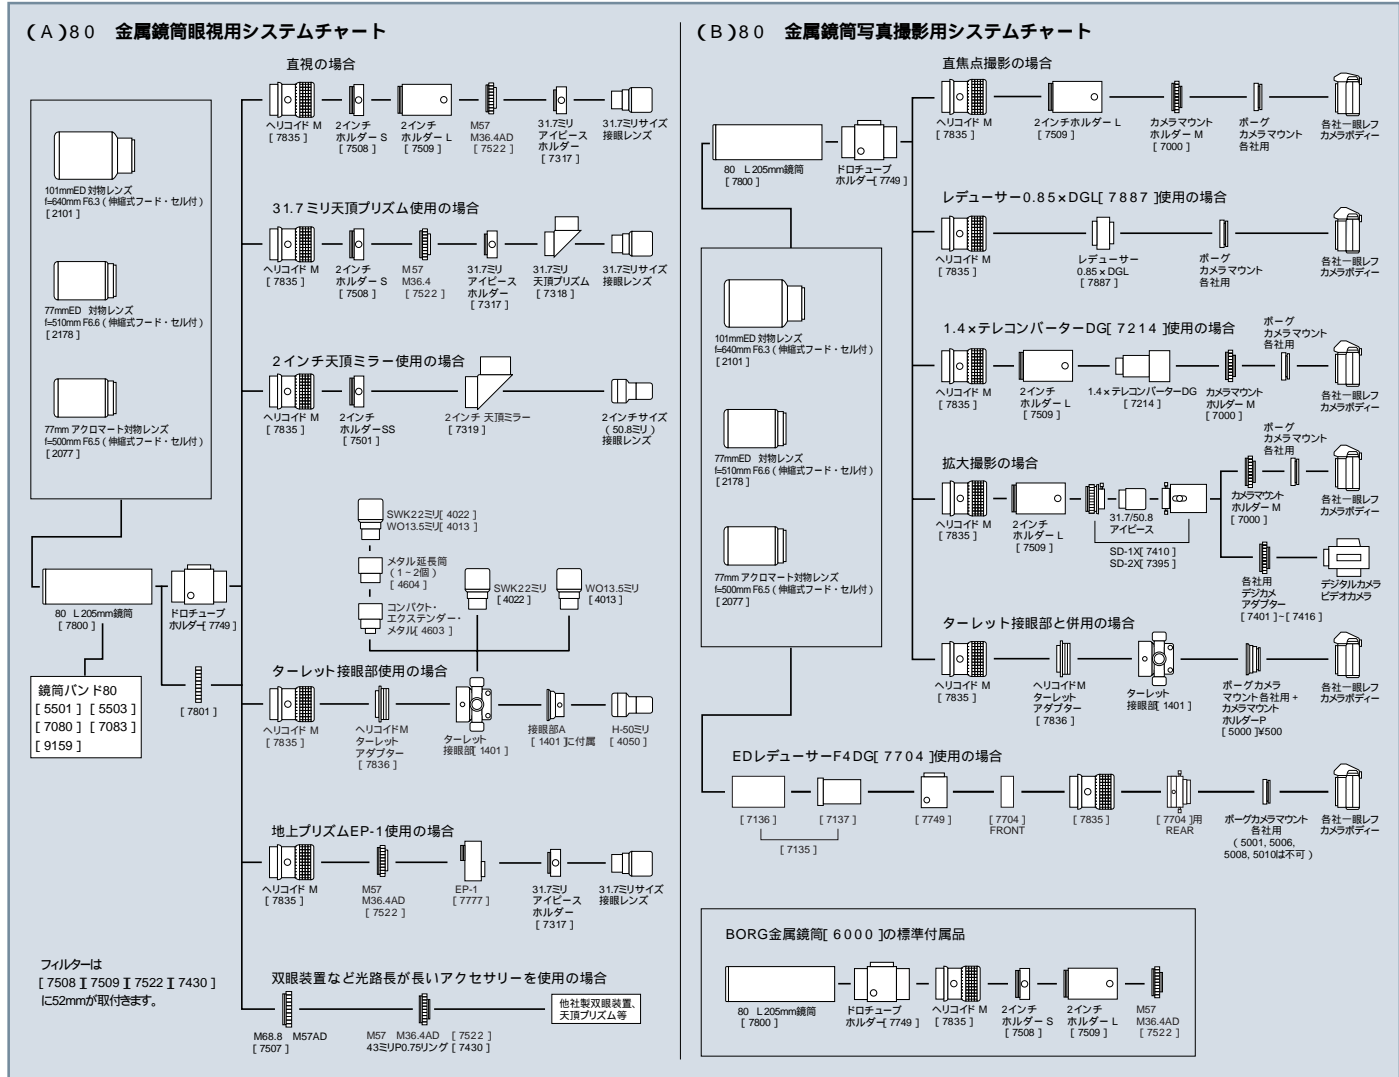 (A)80 金属鏡筒眼視用システムチャート
直視の場合
ヘリコイド M
[ 7835 ]
2インチ
ホルダー S
[ 7508 ]
2インチ
ホルダー L
[ 7509 ]
M57
M36.4AD
[ 7522 ]
31.7ミリ
アイピース
ホルダー
[ 7317 ]
31.7ミリサイズ
接眼レンズ
101mmED 対物レンズ
f=640mm F6.3 ( 伸縮式フード・セル付 )
[ 2101 ]
77mmED 対物レンズ
f=510mm F6.6 ( 伸縮式フード・セル付 )
[ 2178 ]
77mm アクロマート対物レンズ
f=500mm F6.5 ( 伸縮式フード・セル付 )
[ 2077 ]
31.7ミリ天頂プリズム使用の場合
ヘリコイド M
[ 7835 ]
2インチ
ホルダー S
[ 7508 ]
M57
M36.4
[ 7522 ]
31.7ミリ
アイピース
ホルダー
[ 7317 ]
31.7ミリ
天頂プリズム
[ 7318 ]
31.7ミリサイズ
接眼レンズ
2インチ天頂ミラー使用の場合
ヘリコイド M
[ 7835 ]
2インチ
ホルダーSS
[ 7501 ]
2インチ 天頂ミラー
[ 7319 ]
2インチサイズ
( 50.8ミリ )
接眼レンズ
SWK22ミリ[ 4022 ]
WO13.5ミリ[ 4013 ]
メタル延長筒
( 1 ~ 2個 )
[ 4604 ]
コンパクト・
エクステンダー・
メタル[ 4603 ]
SWK22ミリ
[ 4022 ]
WO13.5ミリ
[ 4013 ]
80 L 205mm鏡筒
[ 7800 ]
ドロチューブ
ホルダー[ 7749 ]
鏡筒バンド80
[ 5501 ] [ 5503 ]
[ 7080 ] [ 7083 ]
[ 9159 ]
[ 7801 ]
ターレット接眼部使用の場合
ヘリコイド M
[ 7835 ]
ヘリコイドM
ターレット
アダプター
[ 7836 ]
ターレット
接眼部[ 1401 ]
接眼部A
[ 1401 ]に付属
H-50ミリ
[ 4050 ]
地上プリズムEP-1使用の場合
ヘリコイド M
[ 7835 ]
M57
M36.4AD
[ 7522 ]
EP-1
[ 7777 ]
31.7ミリ
アイピース
ホルダー
[ 7317 ]
31.7ミリサイズ
接眼レンズ
フィルターは
[ 7508 ][ 7509 ][ 7522 ][ 7430 ]
に52mmが取付きます。
双眼装置など光路長が長いアクセサリーを使用の場合
M68.8 M57AD
[ 7507 ]
M57 M36.4AD [ 7522 ]
43ミリP0.75リング [ 7430 ]
他社製双眼装置、
天頂プリズム等
(B)80 金属鏡筒写真撮影用システムチャート
直焦点撮影の場合
80 L 205mm鏡筒
[ 7800 ]
ドロチューブ
ホルダー[ 7749 ]
ヘリコイド M
[ 7835 ]
2インチホルダー L
[ 7509 ]
カメラマウント
ホルダー M
[ 7000 ]
ボーグ
カメラマウント
各社用
各社一眼レフ
カメラボディー
レデューサー0.85×DGL[ 7887 ]使用の場合
ヘリコイド M
[ 7835 ]
レデューサー
0.85 × DGL
[ 7887 ]
ボーグ
カメラマウント
各社用
各社一眼レフ
カメラボディー
101mmED 対物レンズ
f=640mm F6.3 ( 伸縮式フード・セル付 )
[ 2101 ]
77mmED 対物レンズ
f=510mm F6.6 ( 伸縮式フード・セル付 )
[ 2178 ]
77mm アクロマート対物レンズ
f=500mm F6.5 ( 伸縮式フード・セル付 )
[ 2077 ]
1.4×テレコンバーターDG[ 7214 ]使用の場合
ヘリコイド M
[ 7835 ]
2インチ
ホルダー L
[ 7509 ]
1.4 × テレコンバーターDG
[ 7214 ]
カメラマウント
ホルダー M
[ 7000 ]
ボーグ
カメラマウント
各社用
各社一眼レフ
カメラボディー
拡大撮影の場合
ヘリコイド M
[ 7835 ]
2インチ
ホルダー L
[ 7509 ]
31.7/50.8
アイピース
SD-1X[ 7410 ]
SD-2X[ 7395 ]
カメラマウント
ホルダー M
[ 7000 ]
ボーグ
カメラマウント
各社用
各社一眼レフ
カメラボディー
各社用
デジカメ
アダプター
[ 7401 ]~[ 7416 ]
デジタルカメラ
ビデオカメラ
ターレット接眼部と併用の場合
ヘリコイド M
[ 7835 ]
ヘリコイドM
ターレット
アダプター
[ 7836 ]
ターレット
接眼部[ 1401 ]
ボーグカメラ
マウント各社用 +
カメラマウント
ホルダーP
[ 5000 ]¥500
各社一眼レフ
カメラボディー
EDレデューサーF4DG[ 7704 ]使用の場合
[ 7136 ]
[ 7137 ]
[ 7135 ]
[ 7749 ]
[ 7704 ]
FRONT
[ 7835 ]
[ 7704 ]用
REAR
ボーグカメラマウント
各社用
( 5001, 5006,
5008, 5010は不可 )
各社一眼レフ
カメラボディー
BORG金属鏡筒[ 6000 ]の標準付属品
80 L 205mm鏡筒
[ 7800 ]
ドロチューブ
ホルダー[ 7749 ]
ヘリコイド M
[ 7835 ]
2インチ
ホルダー S
[ 7508 ]
2インチ
ホルダー L
[ 7509 ]
M57
M36.4AD
[ 7522 ]